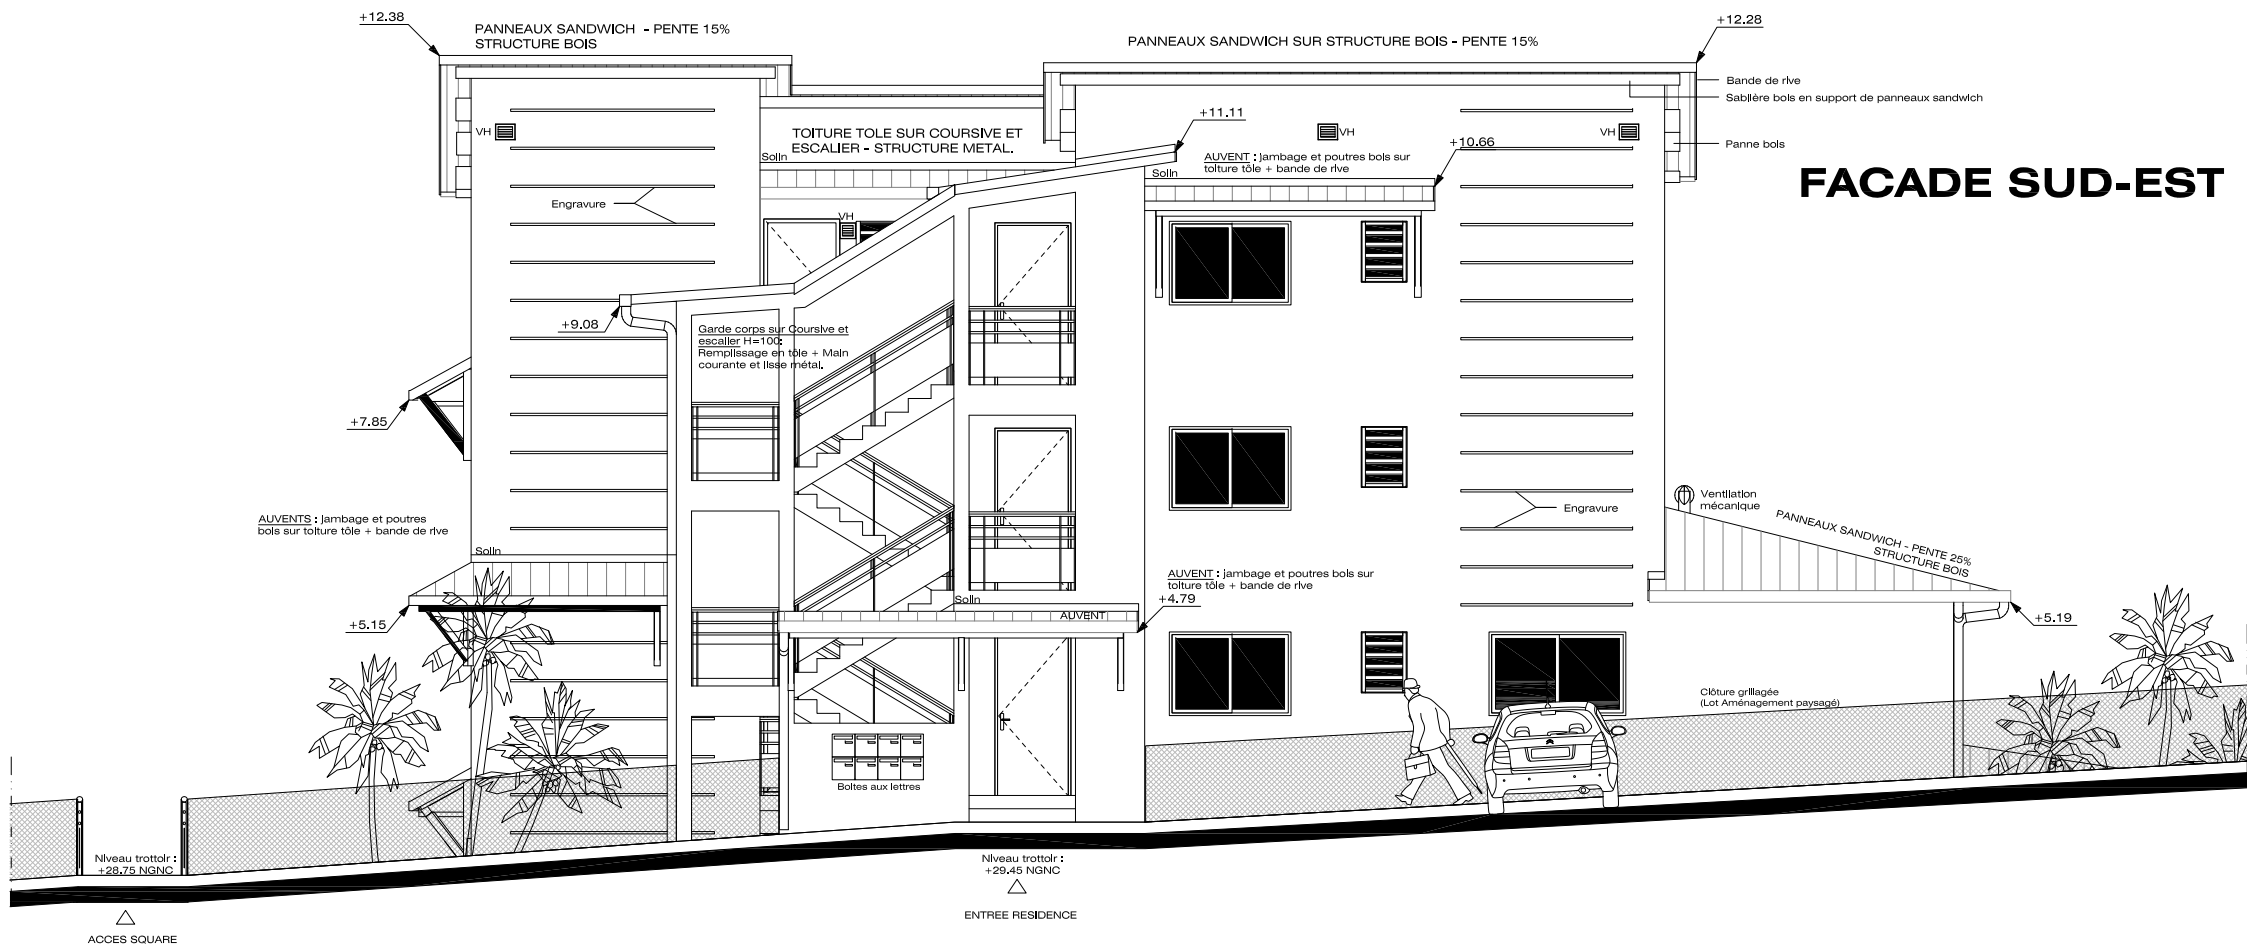 +12.38
PANNEAUX SANDWICH - PENTE 15%
STRUCTURE BOIS
PANNEAUX SANDWICH SUR STRUCTURE BOIS - PENTE 15%
+12.28
Bande de rive
Sablière bois en support de panneaux sandwich
Panne bois
FACADE SUD-EST
VH
TOITURE TOLE SUR COURSIVE ET
ESCALIER - STRUCTURE METAL.
Solin
+11.11
VH
VH
AUVENT : jambage et poutres bois sur
toiture tôle + bande de rive
Solin
+10.66
Engravure
VH
+9.08
Garde corps sur Coursive et
escalier H=100:
Remplissage en tôle + Main
courante et lisse métal.
+7.85
AUVENTS : jambage et poutres
bois sur toiture tôle + bande de rive
Solin
+5.15
Engravure
Ventilation
mécanique
PANNEAUX SANDWICH - PENTE 25%
STRUCTURE BOIS
AUVENT : jambage et poutres bois sur
toiture tôle + bande de rive
+4.79
Solin
AUVENT
+5.19
Clôture grillagée
(Lot Aménagement paysagé)
Boîtes aux lettres
Niveau trottoir :
+28.75 NGNC
Niveau trottoir :
+29.45 NGNC
ENTREE RESIDENCE
ACCES SQUARE